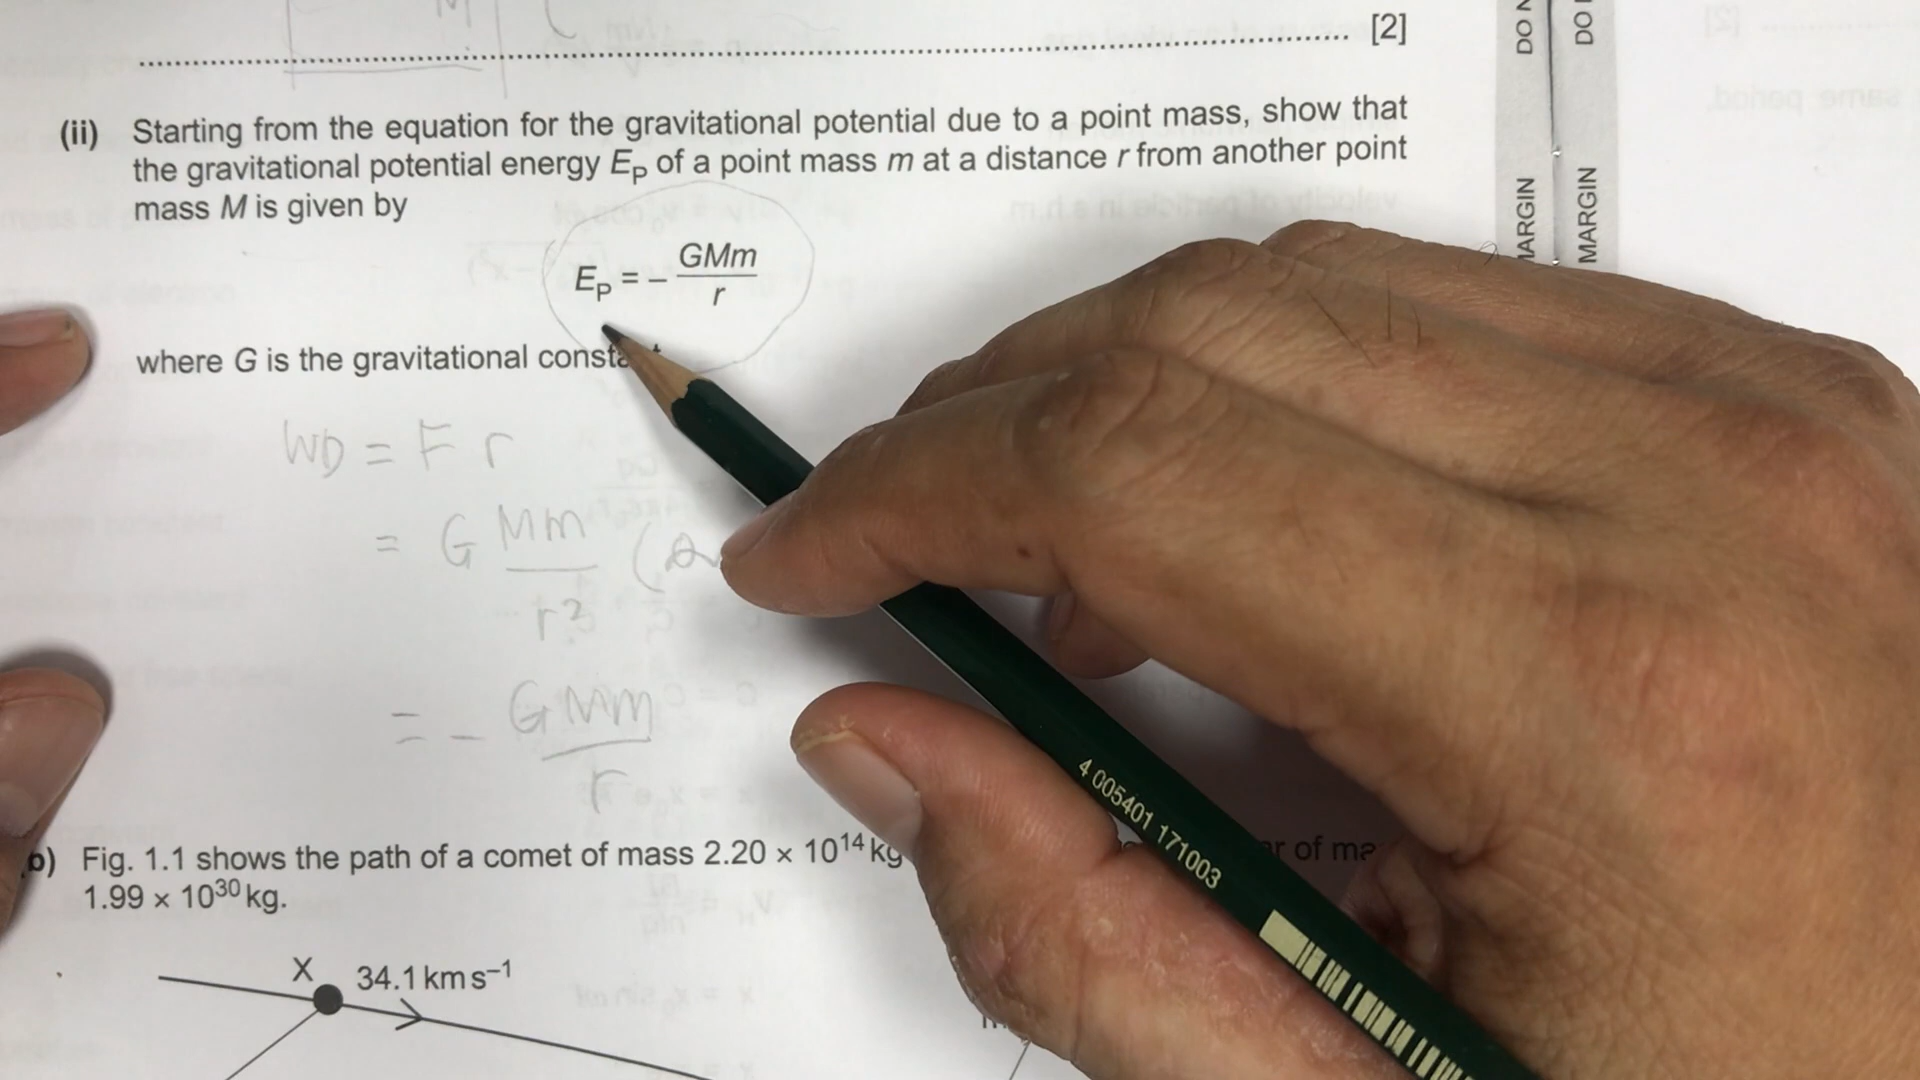 [2]
(ii) Starting from the equation for the gravitational potential due to a point mass, show that
the gravitational potential energy Eₚ of a point mass m at a distance r from another point
mass M is given by
Eₚ = – GMm
r
where G is the gravitational
WD = F r
= G Mm
r²
= – GMm
r
b) Fig. 1.1 shows the path of a comet of mass 2.20 × 10¹⁴ kg of
1.99 × 10³⁰ kg.
X 34.1 km s⁻¹
4 005401 171003
DO
DO
MARGIN